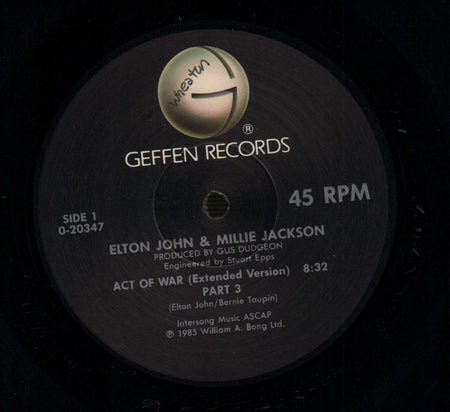 wheaton
®
GEFFEN RECORDS
45 RPM
SIDE 1
0-20347
ELTON JOHN & MILLIE JACKSON
PRODUCED BY GUS DUDGEON
Engineered by Stuart Epps
ACT OF WAR (Extended Version) 8:32
PART 3
(Elton John/Bernie Taupin)
Intersong Music ASCAP
℗ 1985 William A. Bong Ltd.